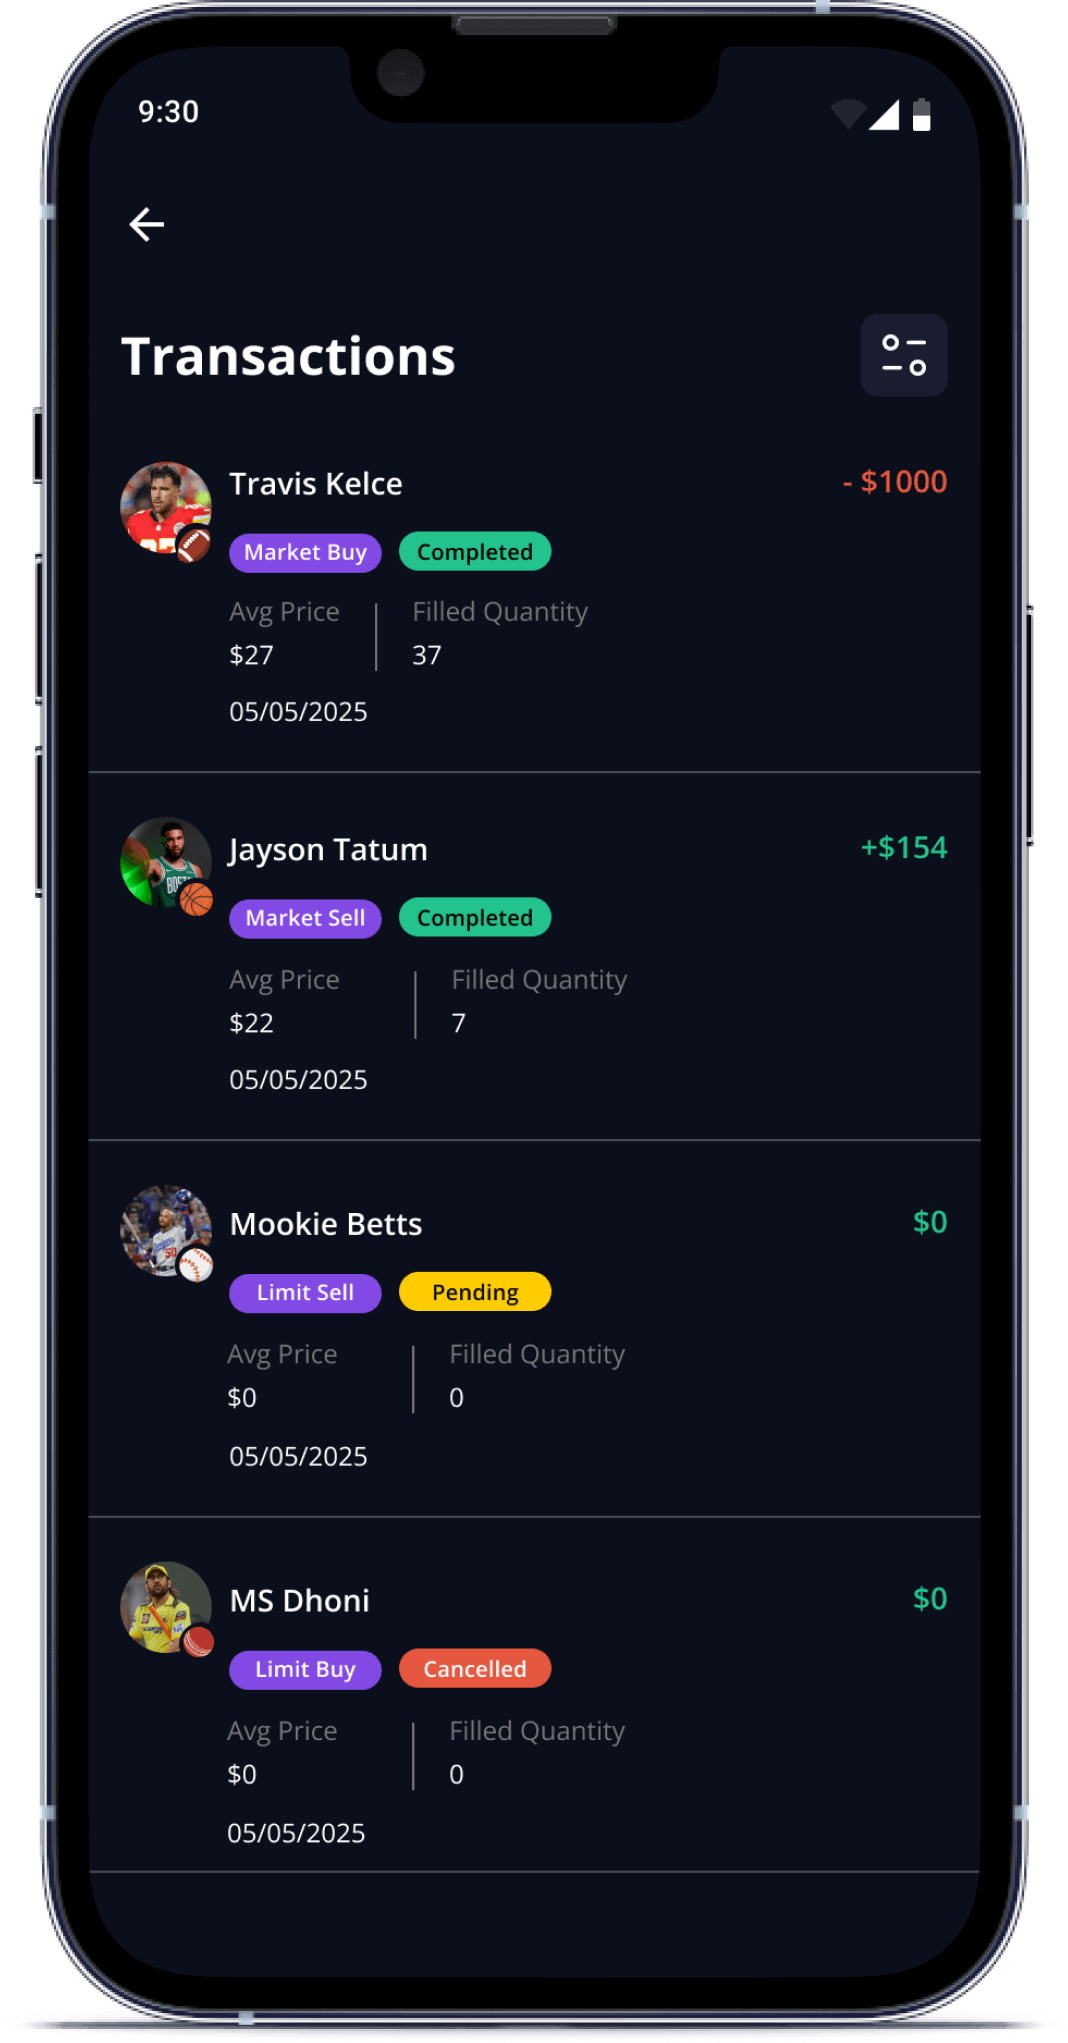 9:30
Transactions
Travis Kelce
- $1000
Market Buy
Completed
Avg Price
Filled Quantity
$27
37
05/05/2025
Jayson Tatum
+$154
Market Sell
Completed
Avg Price
Filled Quantity
$22
7
05/05/2025
Mookie Betts
$0
Limit Sell
Pending
Avg Price
Filled Quantity
$0
0
05/05/2025
MS Dhoni
$0
Limit Buy
Cancelled
Avg Price
Filled Quantity
$0
0
05/05/2025